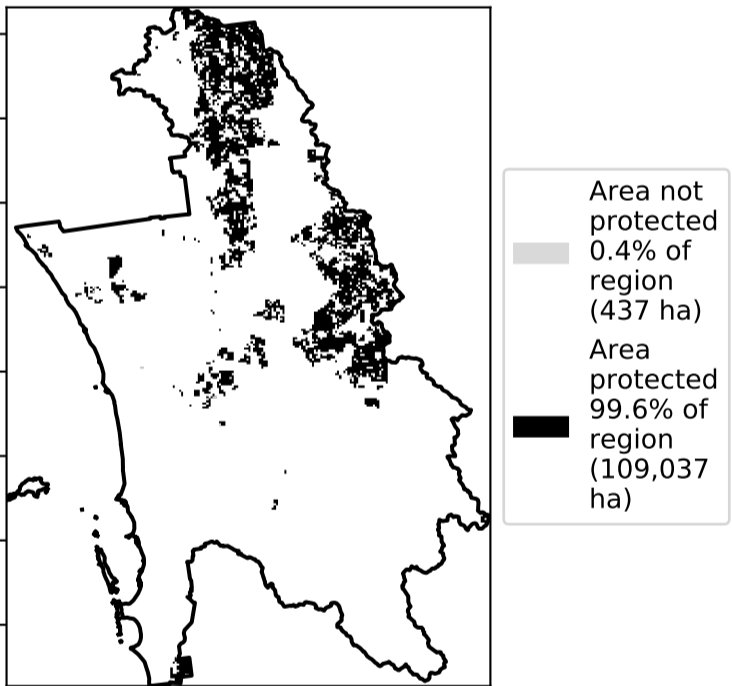 Area not
protected
0.4% of
region
(437 ha)
Area
protected
99.6% of
region
(109,037
ha)